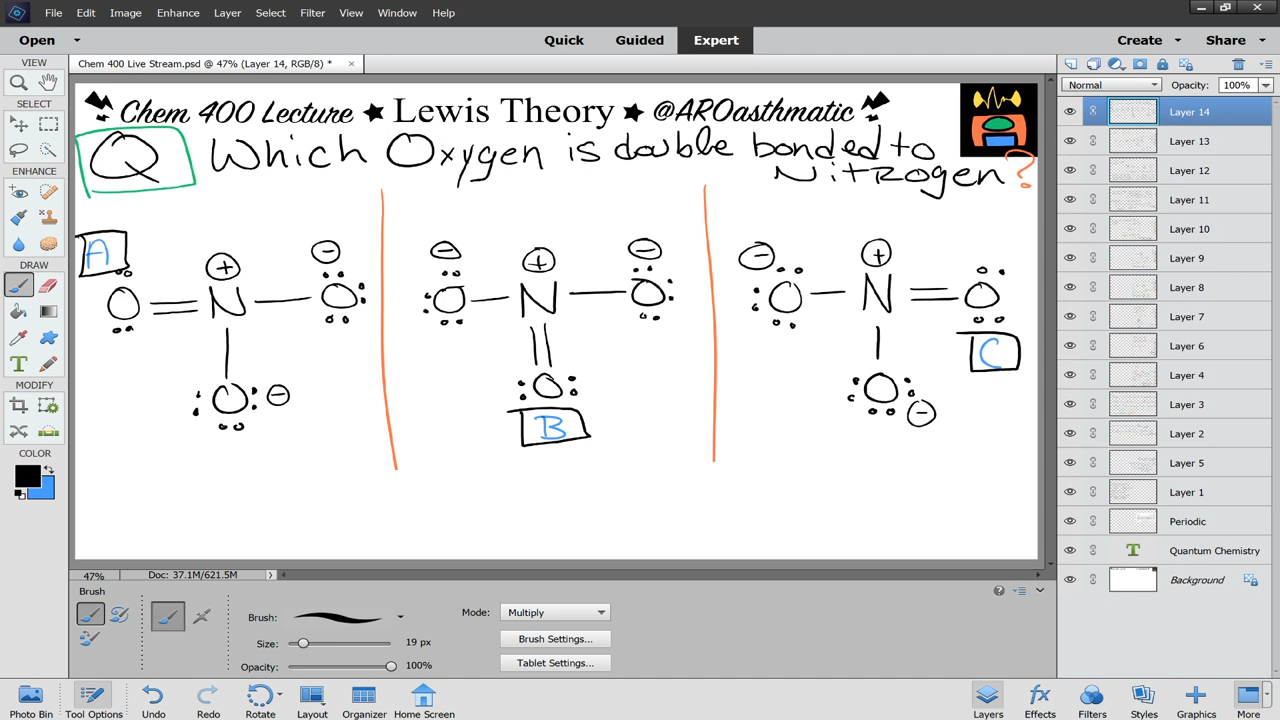 File Edit Image Enhance Layer Select Filter View Window Help
Open Quick Guided Expert Create Share
Chem 400 Live Stream.psd @ 47% (Layer 14, RGB/8) * ×
VIEW
SELECT
ENHANCE
DRAW
MODIFY
COLOR
Chem 400 Lecture ★ Lewis Theory ★ @AROasthmatic
Q Which Oxygen is double bonded to
Nitrogen?
A
+ − − + − − +
O N O O N O O N O
C
O − O O −
B
Normal Opacity: 100%
Layer 14
Layer 13
Layer 12
Layer 11
Layer 10
Layer 9
Layer 8
Layer 7
Layer 6
Layer 4
Layer 3
Layer 2
Layer 5
Layer 1
Periodic
T Quantum Chemistry
Background
47% Doc: 37.1M/621.5M
Brush
Brush: Mode: Multiply
Size: 19 px Brush Settings...
Opacity: 100% Tablet Settings...
Photo Bin Tool Options Undo Redo Rotate Layout Organizer Home Screen Layers Effects Filters Styles Graphics More